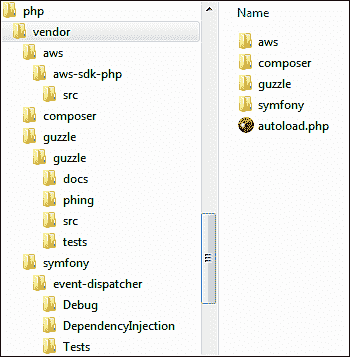 php
vendor
aws
aws-sdk-php
src
composer
guzzle
guzzle
docs
phing
src
tests
symfony
event-dispatcher
Debug
DependencyInjection
Tests
Name
aws
composer
guzzle
symfony
autoload.php